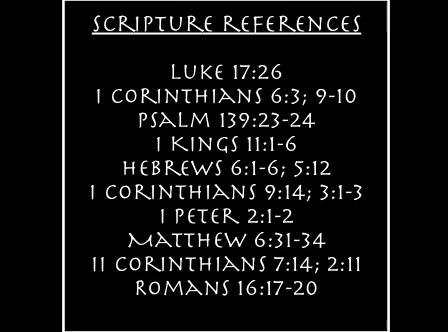 SCRIPTURE REFERENCES
LUKE 17:26
I CORINTHIANS 6:3; 9-10
PSALM 139:23-24
I KINGS 11:1-6
HEBREWS 6:1-6; 5:12
I CORINTHIANS 9:14; 3:1-3
I PETER 2:1-2
MATTHEW 6:31-34
II CORINTHIANS 7:14; 2:11
ROMANS 16:17-20